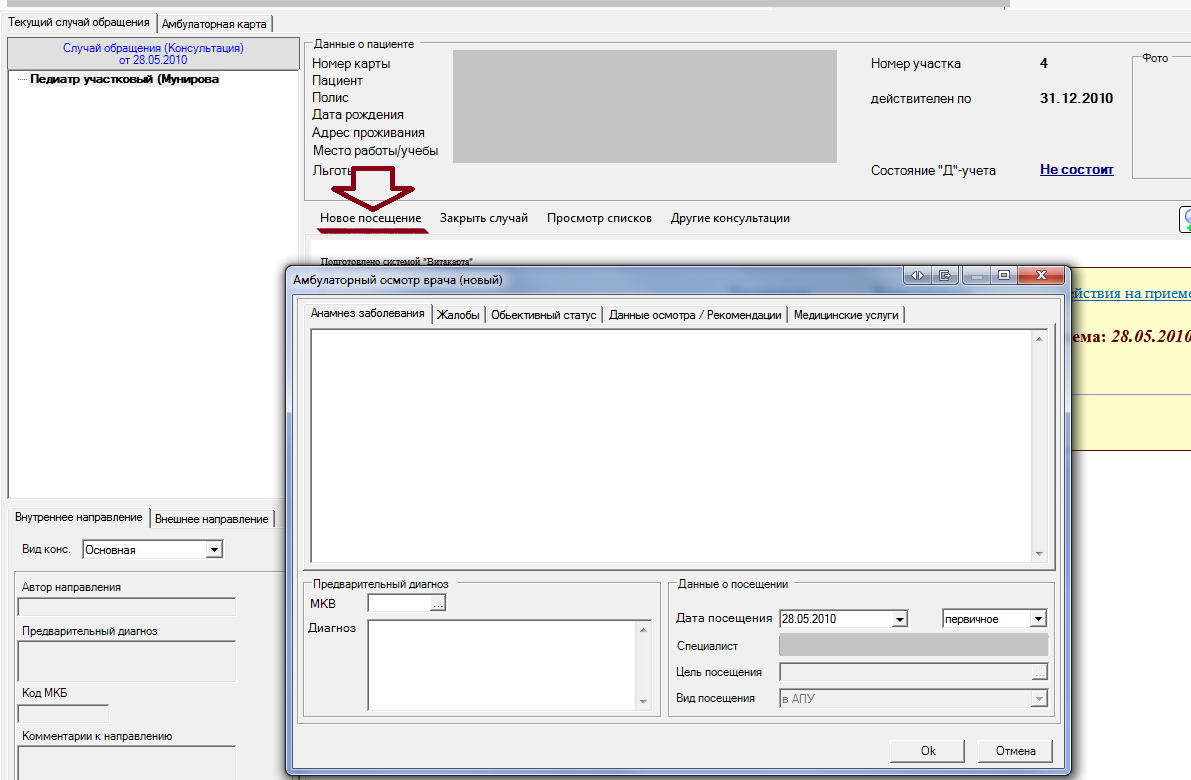 Текущий случай обращения
Амбулаторная карта
Случай обращения (Консультация)
от 28.05.2010
Педиатр участковый (Мунирова
Данные о пациенте
Номер карты
Пациент
Полис
Дата рождения
Адрес проживания
Место работы/учебы
Льготы
Номер участка 4
действителен по 31.12.2010
Состояние "Д"-учета Не состоит
Фото
Новое посещение Закрыть случай Просмотр списков Другие консультации
Подготовлено системой "Витакарта"
йствия на приеме
ема: 28.05.2010
Амбулаторный осмотр врача (новый)
Анамнез заболевания Жалобы Обьективный статус Данные осмотра / Рекомендации Медицинские услуги
Предварительный диагноз
МКВ ...
Диагноз
Данные о посещении
Дата посещения 28.05.2010 первичное
Специалист
Цель посещения ...
Вид посещения в АПУ
Ok Отмена
Внутреннее направление Внешнее направление
Вид конс. Основная
Автор направления
Предварительный диагноз
Код МКБ
Комментарии к направлению